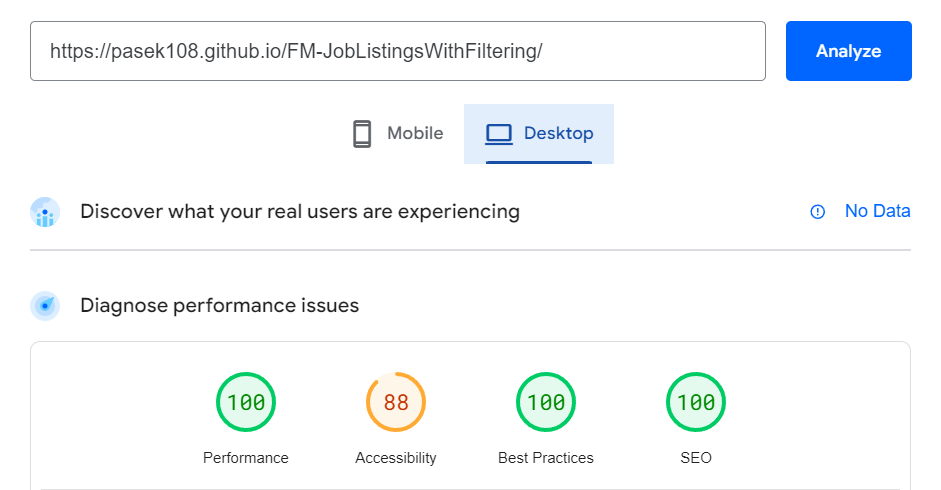 https://pasek108.github.io/FM-JobListingsWithFiltering/ Analyze
Mobile Desktop
Discover what your real users are experiencing No Data
Diagnose performance issues
100 88 100 100
Performance Accessibility Best Practices SEO